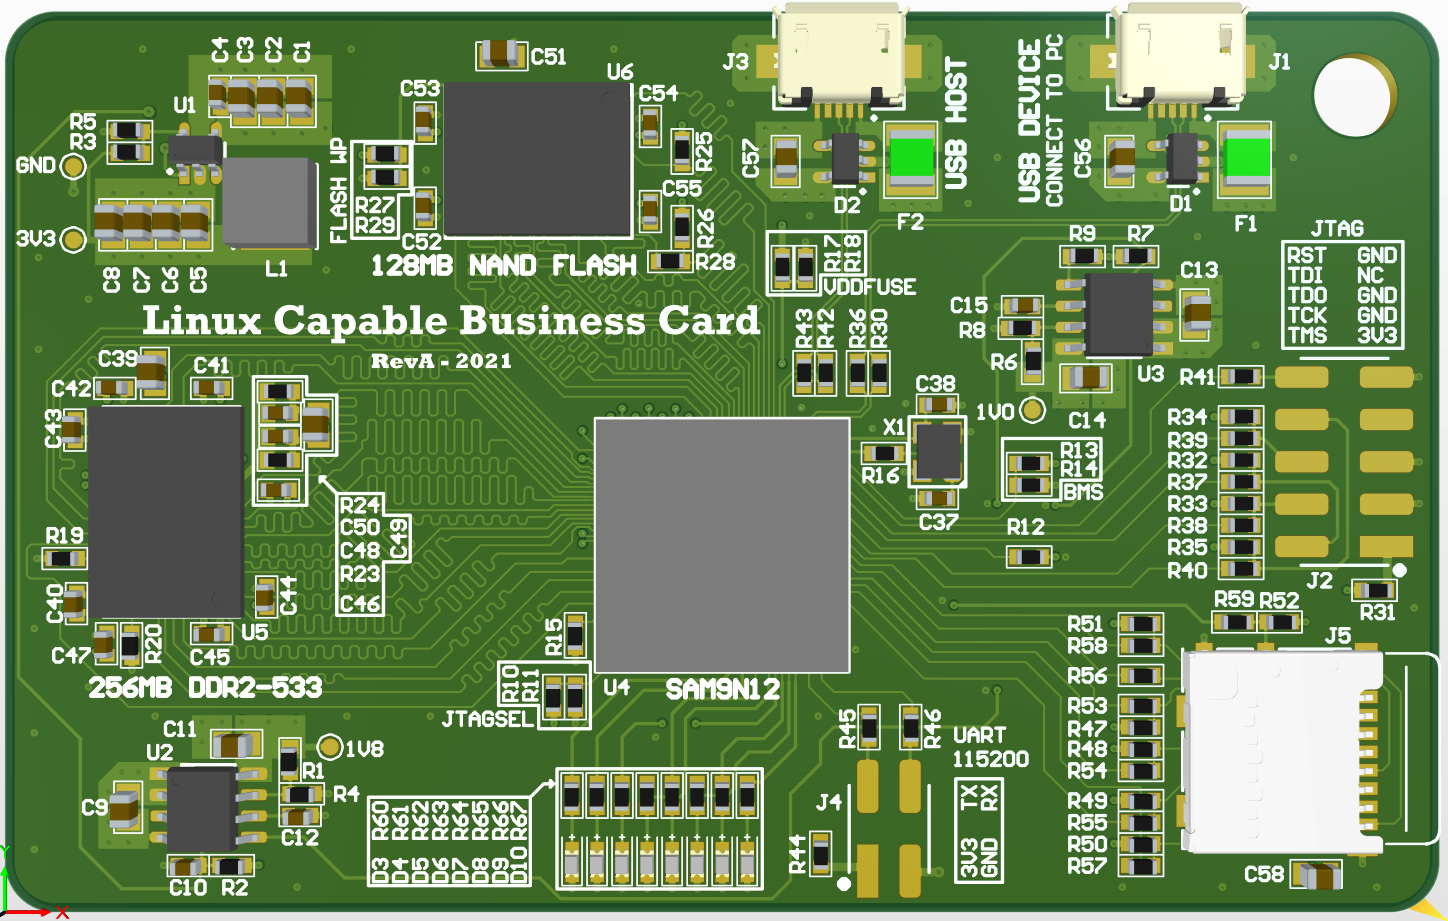 C4 C3 C2 C1
C51
U6
J3
USB HOST
USB DEVICE
CONNECT TO PC
J1
U1
C53
C54
R5
R3
GND
FLASH WP
R25
C57
C56
3V3
R27
R29
C52
C55
R26
D2
F2
D1
F1
C8 C7 C6 C5
L1
128MB NAND FLASH
R28
R17
R18
VDDFUSE
R9
R7
JTAG
RST GND
TDI NC
TDO GND
TCK GND
TMS 3V3
C13
C15
R8
R6
U3
Linux Capable Business Card
RevA - 2021
R43 R42 R36 R30
C39
C41
C42
C43
C38
1V0
C14
X1
R16
C37
R13
R14
BMS
R12
R41
R34
R39
R32
R37
R33
R38
R35
R40
J2
R31
R24
C50
C48
R23
C46
C49
R19
C40
C44
U5
C47
R20
C45
256MB DDR2-533
R15
R10
R11
JTAGSEL
U4
SAM9N12
R59 R52
J5
R51
R58
R56
R53
R47
R48
R54
R49
R55
R50
R57
C11
U2
1V8
R1
R4
C9
C12
C10
R2
D3 R60
D4 R61
D5 R62
D6 R63
D7 R64
D8 R65
D9 R66
D10 R67
R45
R46
UART
115200
J4
TX
RX
3V3
GND
R44
C58
Y
X